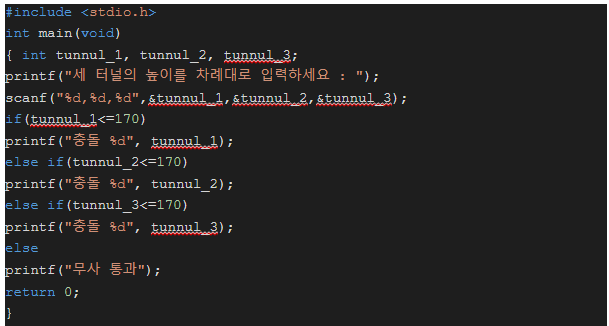 #include <stdio.h>
int main(void)
{ int tunnul_1, tunnul_2, tunnul_3;
printf("세 터널의 높이를 차례대로 입력하세요 : ");
scanf("%d,%d,%d",&tunnul_1,&tunnul_2,&tunnul_3);
if(tunnul_1<=170)
printf("충돌 %d", tunnul_1);
else if(tunnul_2<=170)
printf("충돌 %d", tunnul_2);
else if(tunnul_3<=170)
printf("충돌 %d", tunnul_3);
else
printf("무사 통과");
return 0;
}